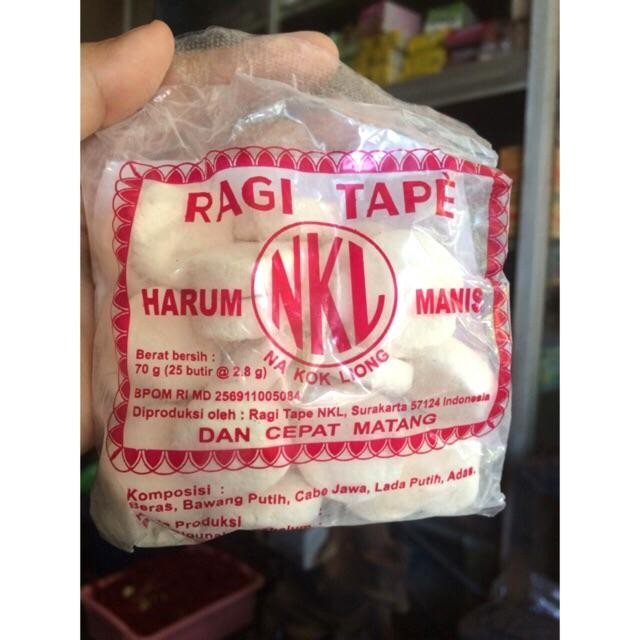 RAGI TAPÈ
HARUM NKL MANIS
NA KOK LIONG
Berat bersih :
70 g (25 butir @ 2.8 g)
BPOM RI MD 256911005084
Diproduksi oleh : Ragi Tape NKL, Surakarta 57124 Indonesia
DAN CEPAT MATANG
Komposisi :
Beras, Bawang Putih, Cabe Jawa, Lada Putih, Adas.
Produksi